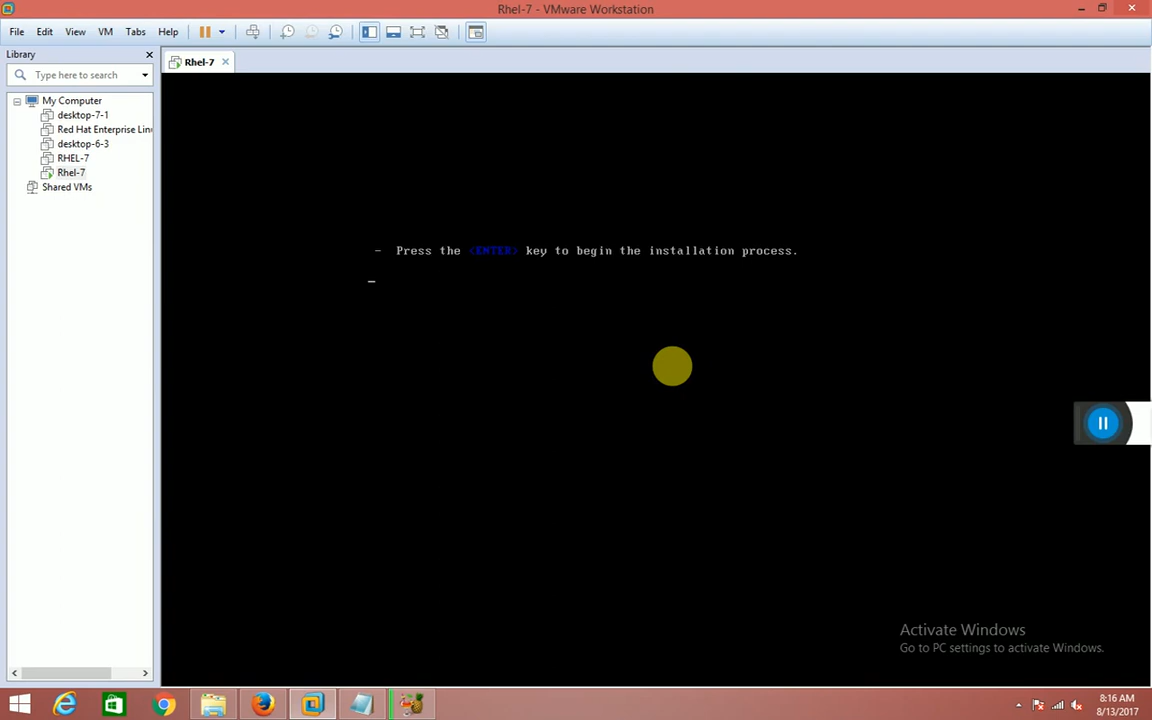 Rhel-7 - VMware Workstation
File Edit View VM Tabs Help
Library
Type here to search
My Computer
desktop-7-1
Red Hat Enterprise Lin
desktop-6-3
RHEL-7
Rhel-7
Shared VMs
Rhel-7
- Press the <ENTER> key to begin the installation process.
Activate Windows
Go to PC settings to activate Windows.
8:16 AM
8/13/2017